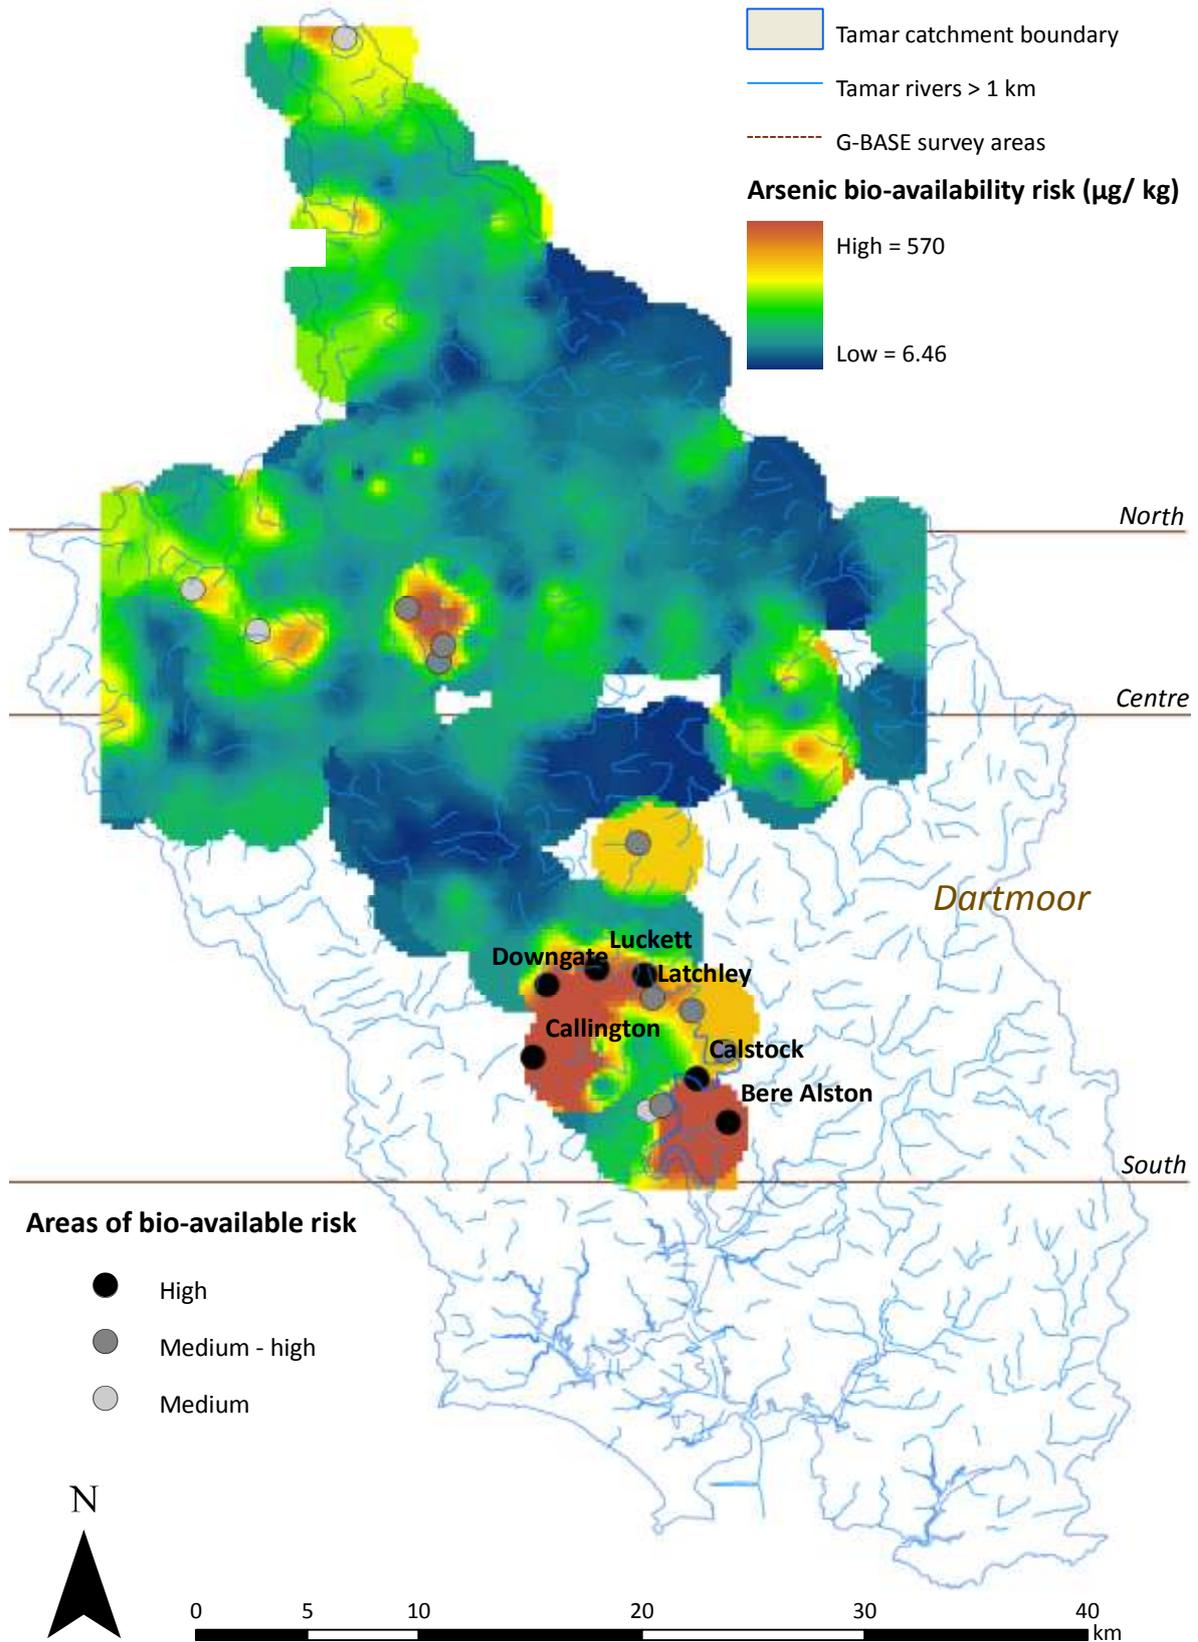 Tamar catchment boundary
Tamar rivers > 1 km
G-BASE survey areas
Arsenic bio-availability risk (µg/ kg)
High = 570
Low = 6.46
North
Centre
Dartmoor
Luckett
Downgate
Latchley
Callington
Calstock
Bere Alston
South
Areas of bio-available risk
High
Medium - high
Medium
N
0 5 10 20 30 40
km